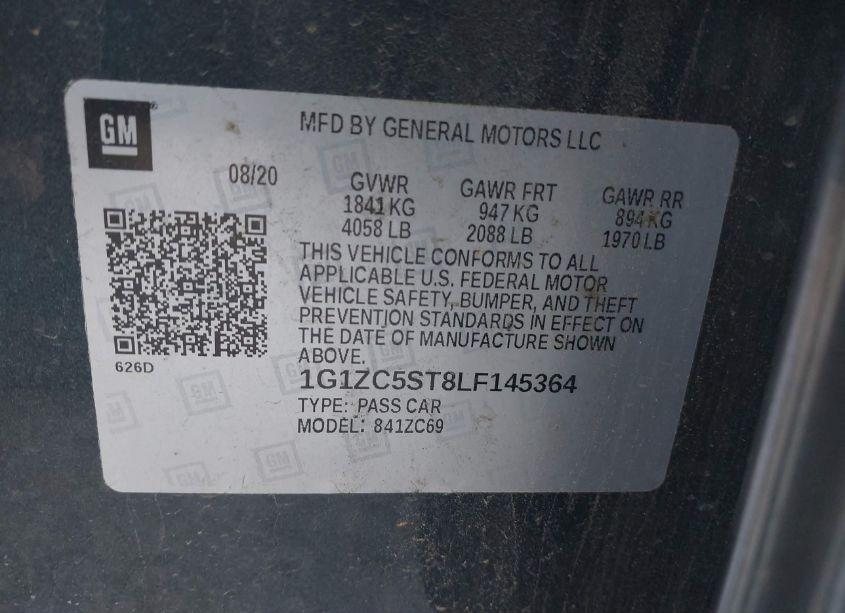 GM
MFD BY GENERAL MOTORS LLC
08/20
GVWR GAWR FRT GAWR RR
1841 KG 947 KG 894 KG
4058 LB 2088 LB 1970 LB
THIS VEHICLE CONFORMS TO ALL
APPLICABLE U.S. FEDERAL MOTOR
VEHICLE SAFETY, BUMPER, AND THEFT
PREVENTION STANDARDS IN EFFECT ON
THE DATE OF MANUFACTURE SHOWN
ABOVE.
626D
1G1ZC5ST8LF145364
TYPE: PASS CAR
MODEL: 841ZC69